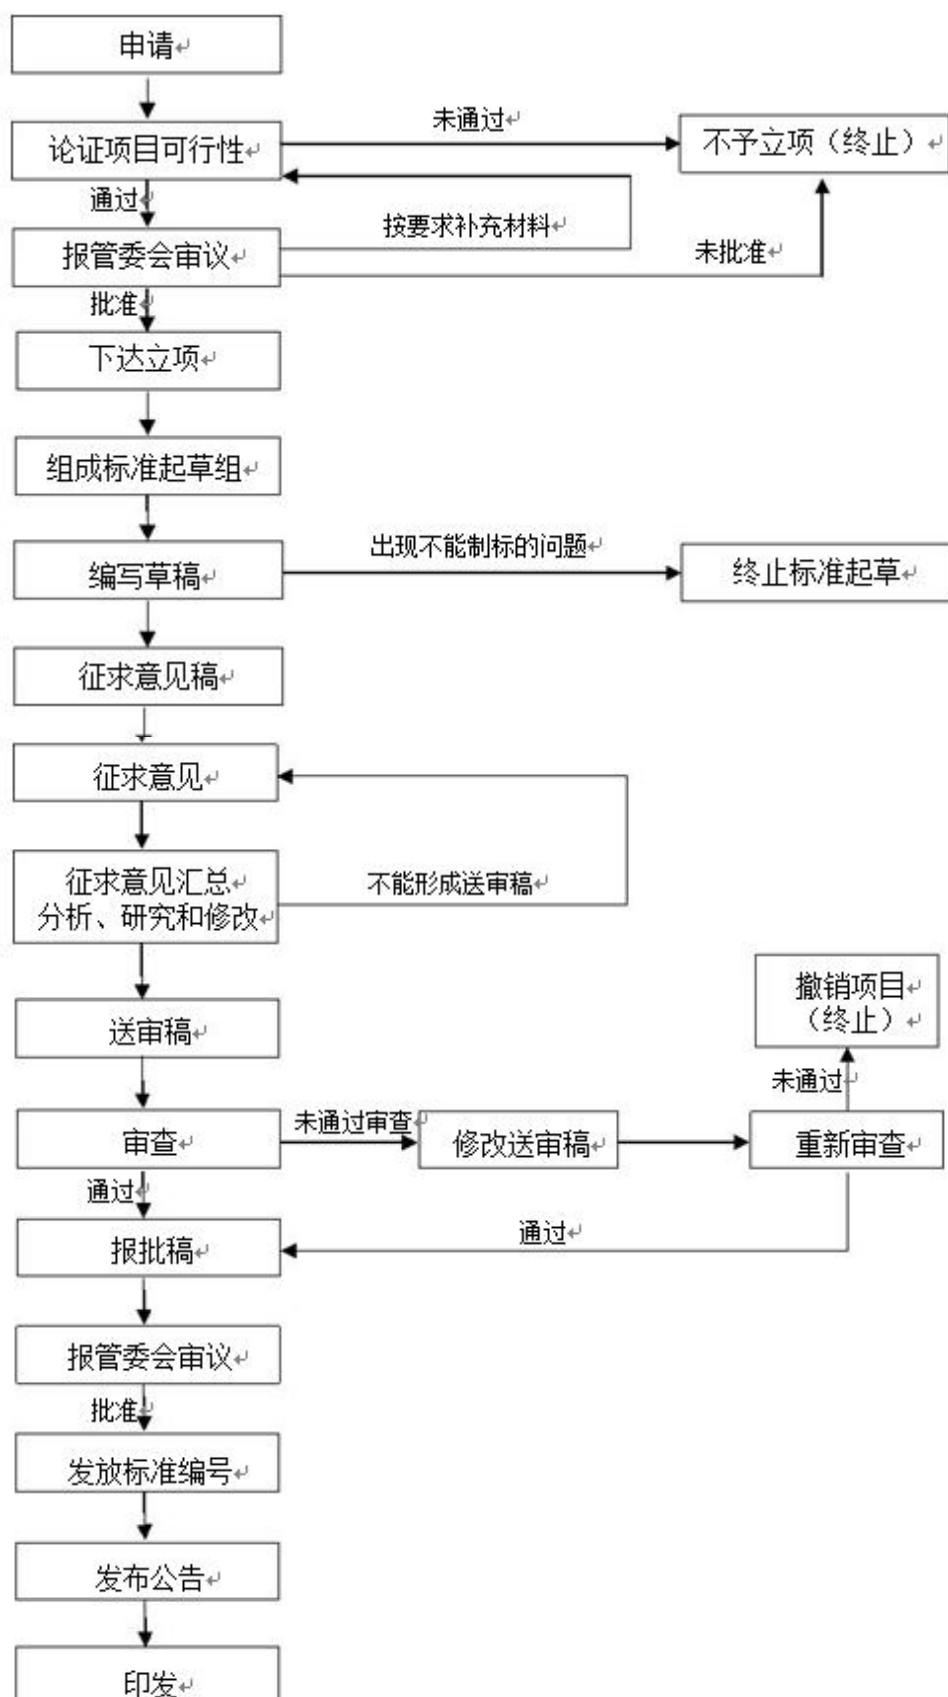 申请
未通过
论证项目可行性
不予立项（终止）
通过
按要求补充材料
报管委会审议
未批准
批准
下达立项
组成标准起草组
出现不能制标的问题
编写草稿
终止标准起草
征求意见稿
征求意见
征求意见汇总
分析、研究和修改
不能形成送审稿
撤销项目
（终止）
送审稿
未通过
未通过审查
审查
修改送审稿
重新审查
通过
报批稿
通过
报管委会审议
批准
发放标准编号
发布公告
印发